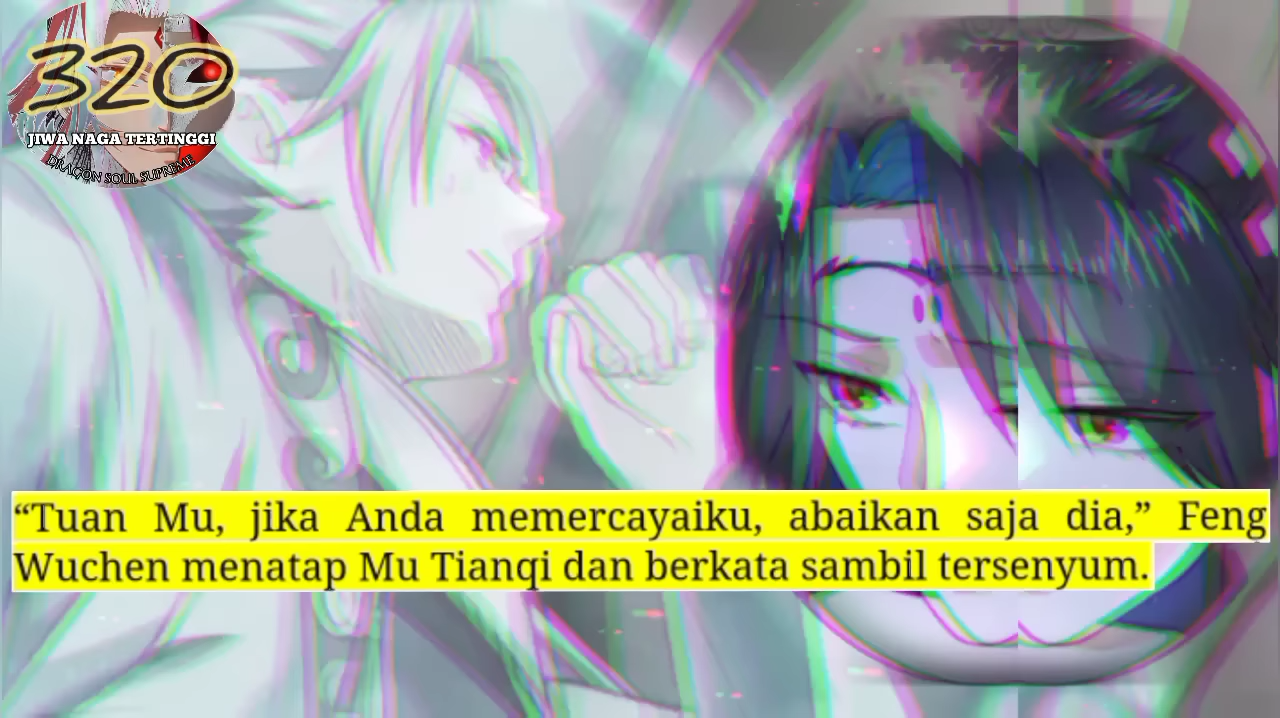 320
JIWA NAGA TERTINGGI
DRAGON SOUL SUPREME
“Tuan Mu, jika Anda memercayaiku, abaikan saja dia,” Feng
Wuchen menatap Mu Tianqi dan berkata sambil tersenyum.